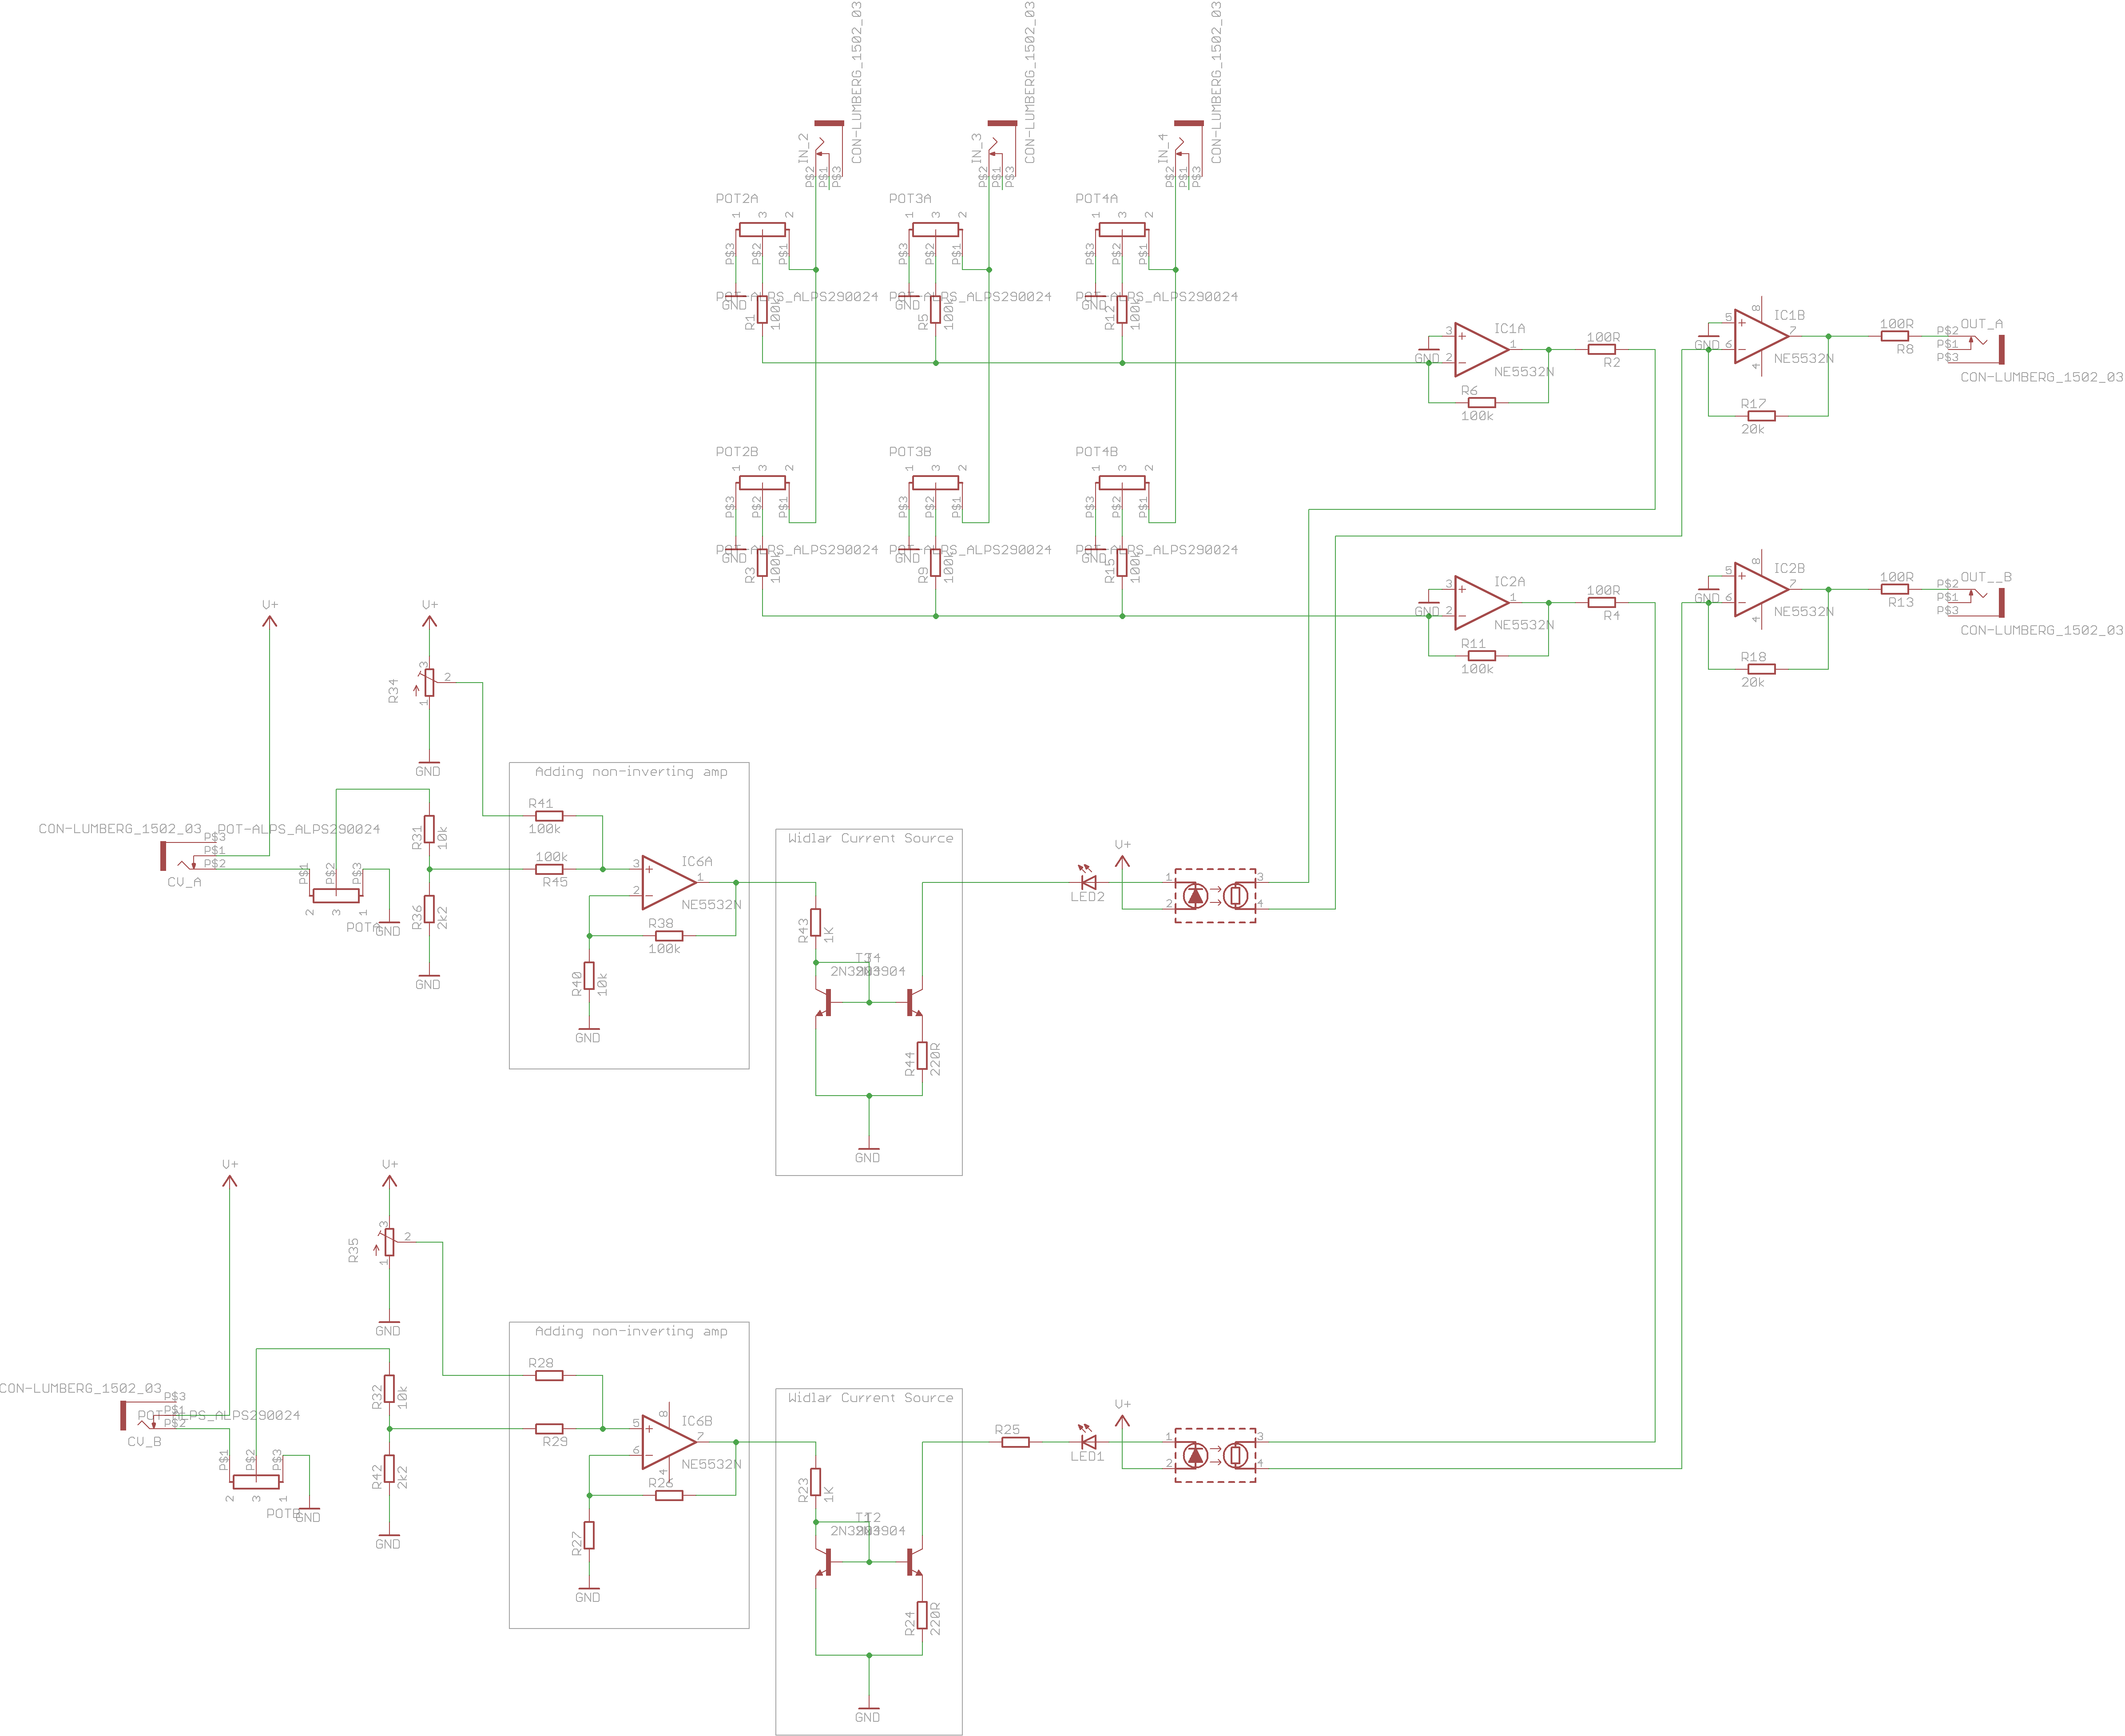 CON-LUMBERG_1502_03
CON-LUMBERG_1502_03
CON-LUMBERG_1502_03
IN_2
P$2
P$1
P$3
IN_3
P$2
P$1
P$3
IN_4
P$2
P$1
P$3
POT2A
1
3
2
P$3
P$2
P$1
POT3A
1
3
2
P$3
P$2
P$1
POT4A
1
3
2
P$3
P$2
P$1
POT-ALPS_ALPS290024
POT-ALPS_ALPS290024
POT-ALPS_ALPS290024
GND
R1
100k
GND
R5
100k
GND
R12
100k
GND
3
2
IC1A
1
NE5532N
R6
100k
100R
R2
GND
5
6
8
4
IC1B
7
NE5532N
R17
20k
100R
R8
OUT_A
P$2
P$1
P$3
CON-LUMBERG_1502_03
POT2B
1
3
2
P$3
P$2
P$1
POT3B
1
3
2
P$3
P$2
P$1
POT4B
1
3
2
P$3
P$2
P$1
POT-ALPS_ALPS290024
POT-ALPS_ALPS290024
POT-ALPS_ALPS290024
GND
R3
100k
GND
R9
100k
GND
R15
100k
GND
3
2
IC2A
1
NE5532N
R11
100k
100R
R4
GND
5
6
8
4
IC2B
7
NE5532N
R18
20k
100R
R13
OUT__B
P$2
P$1
P$3
CON-LUMBERG_1502_03
V+
V+
R34
3
2
1
GND
CON-LUMBERG_1502_03
P$3
P$1
P$2
CV_A
POT-ALPS_ALPS290024
P$1
P$2
P$3
2
3
1
POTA
GND
R31
10k
R36
2k2
GND
Adding non-inverting amp
R41
100k
100k
R45
3
2
IC6A
1
NE5532N
R38
100k
R40
10k
GND
Widlar Current Source
R43
1K
T3
T4
2N3904
2N3904
R44
220R
GND
LED2
V+
1
2
3
4
V+
V+
R35
3
2
1
GND
CON-LUMBERG_1502_03
P$3
P$1
P$2
CV_B
POT-ALPS_ALPS290024
P$1
P$2
P$3
2
3
1
POTB
GND
R32
10k
R42
2k2
GND
Adding non-inverting amp
R28
R29
5
6
8
4
IC6B
7
NE5532N
R26
R27
GND
Widlar Current Source
R23
1K
T1
T2
2N3904
2N3904
R24
220R
GND
R25
LED1
V+
1
2
3
4